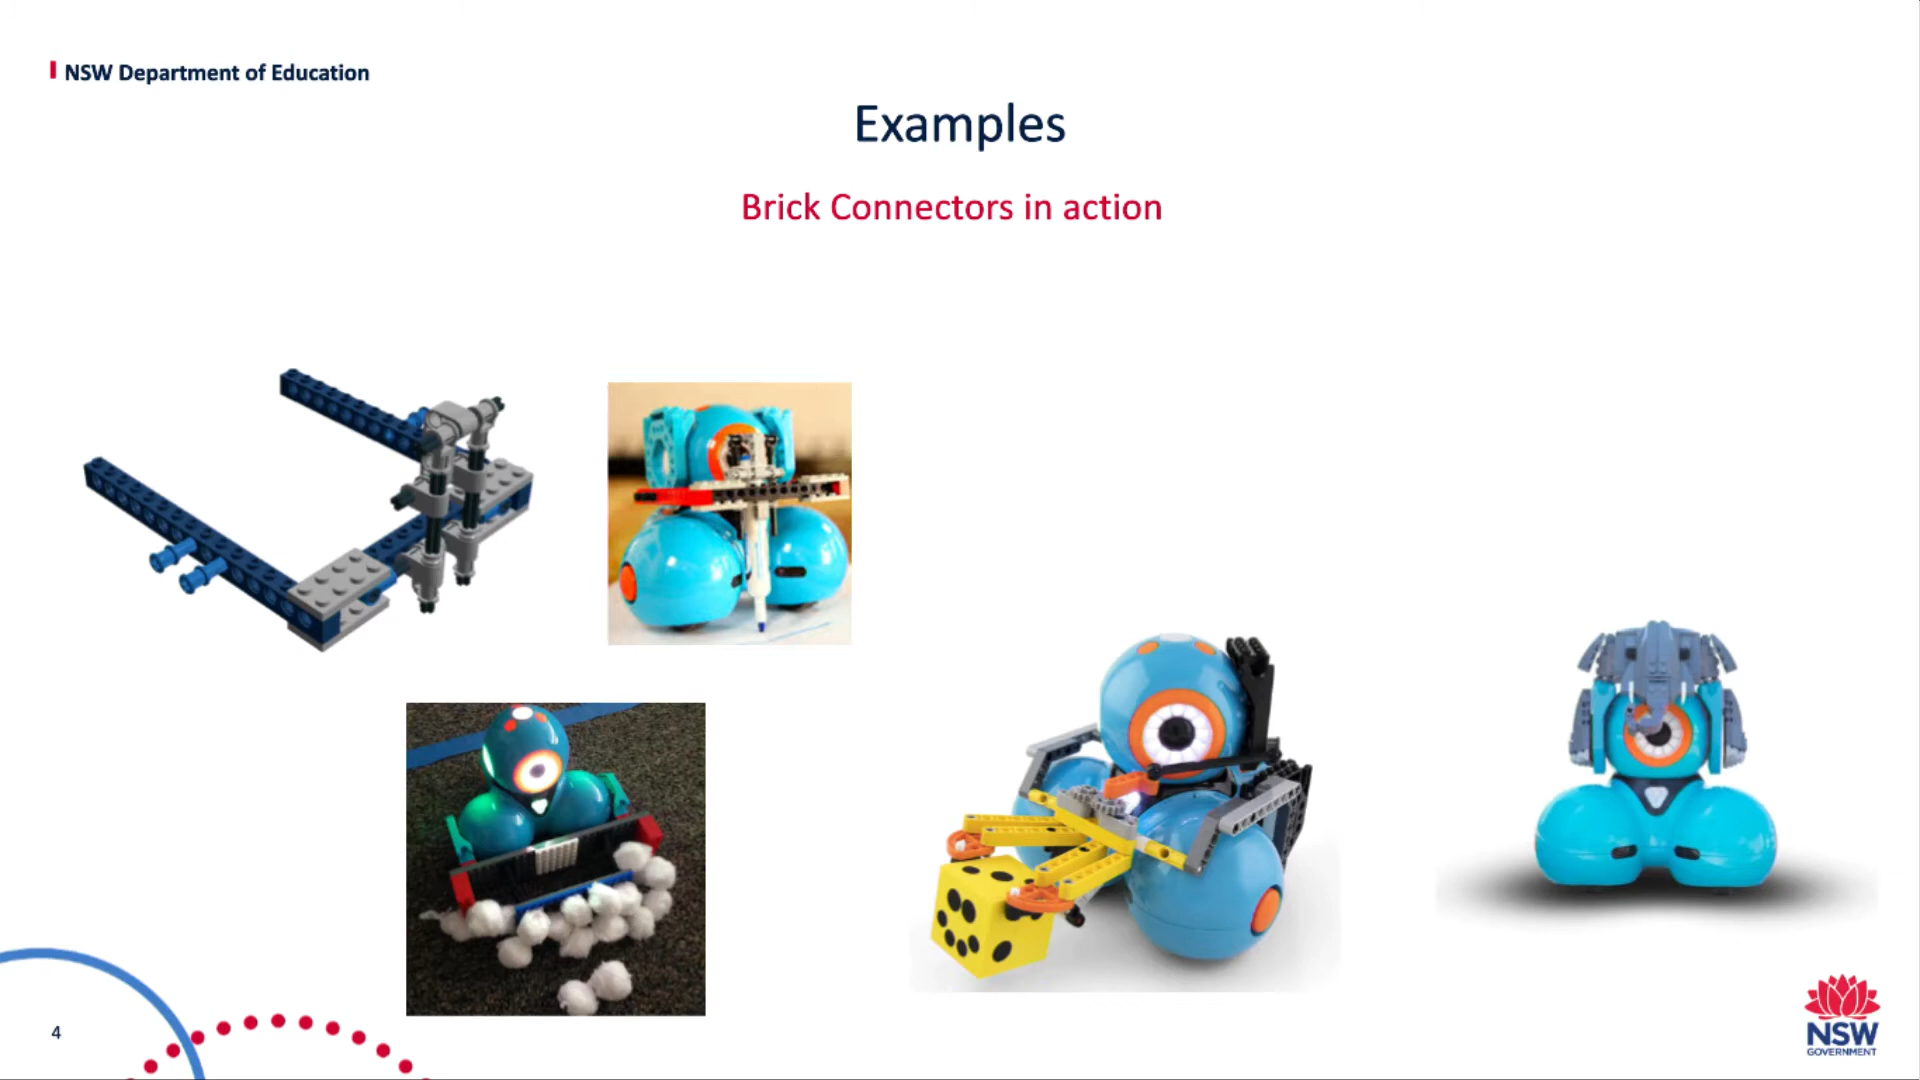 NSW Department of Education
Examples
Brick Connectors in action
4
NSW
GOVERNMENT